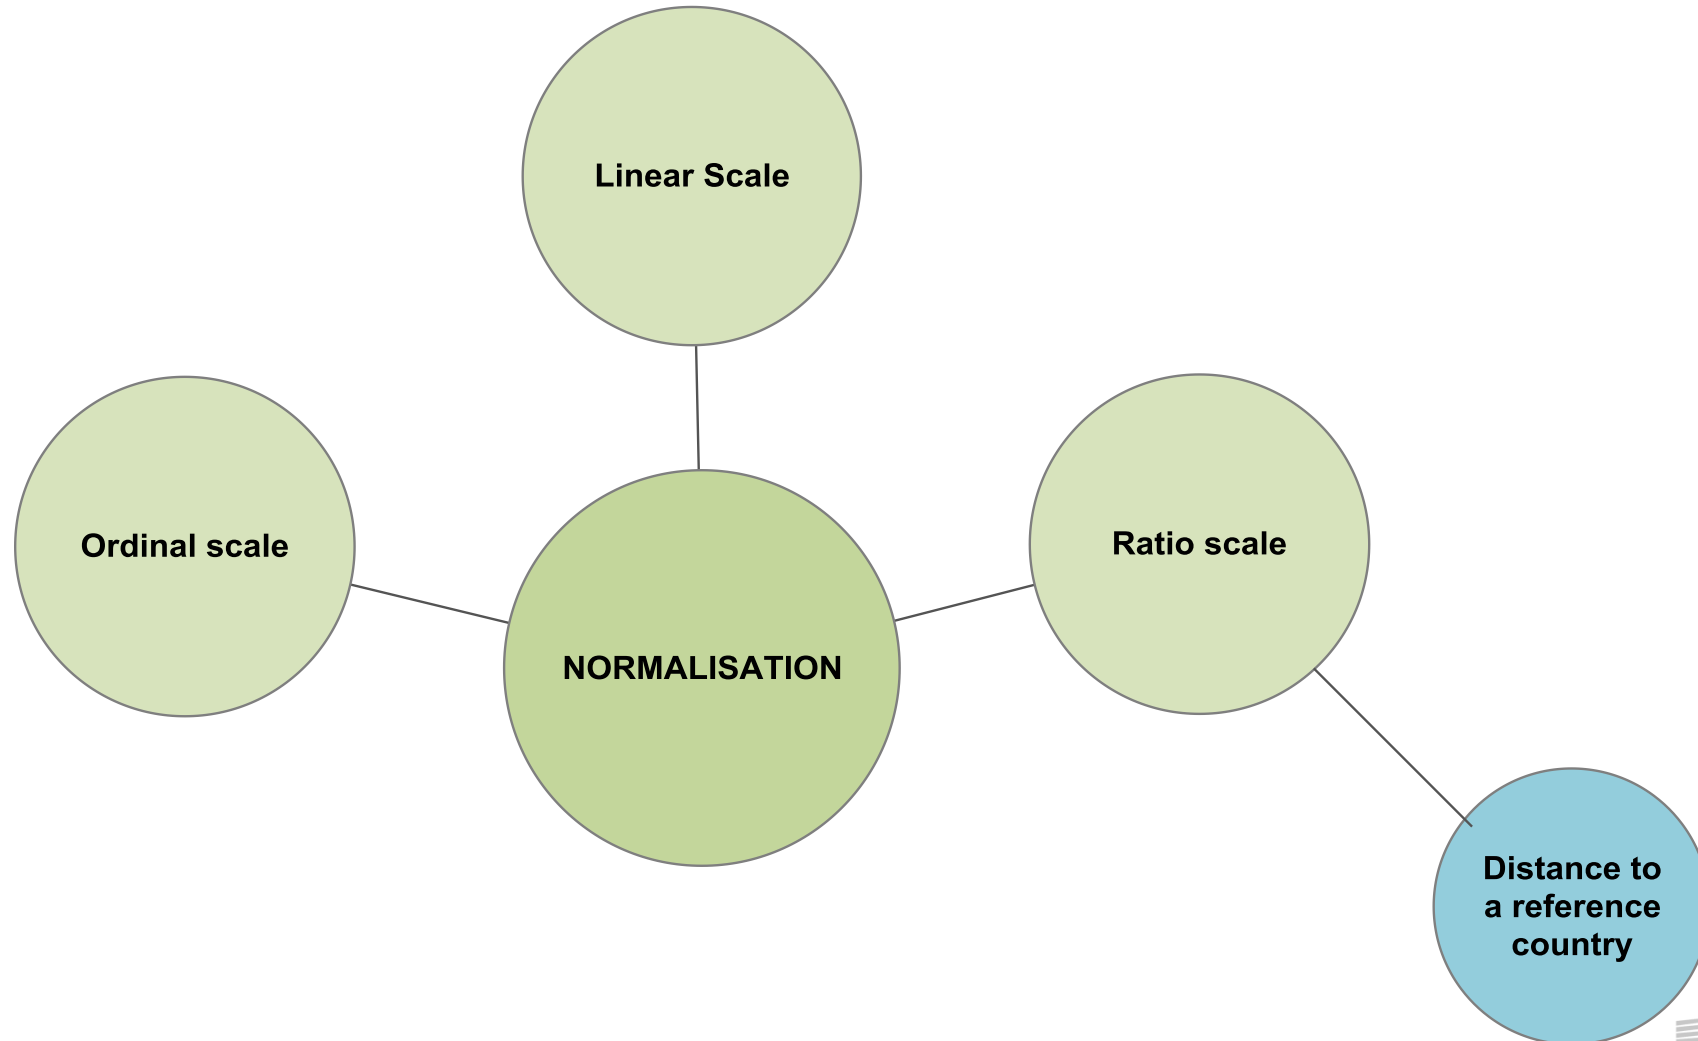 Linear Scale
Ordinal scale
Ratio scale
NORMALISATION
Distance to
a reference
country